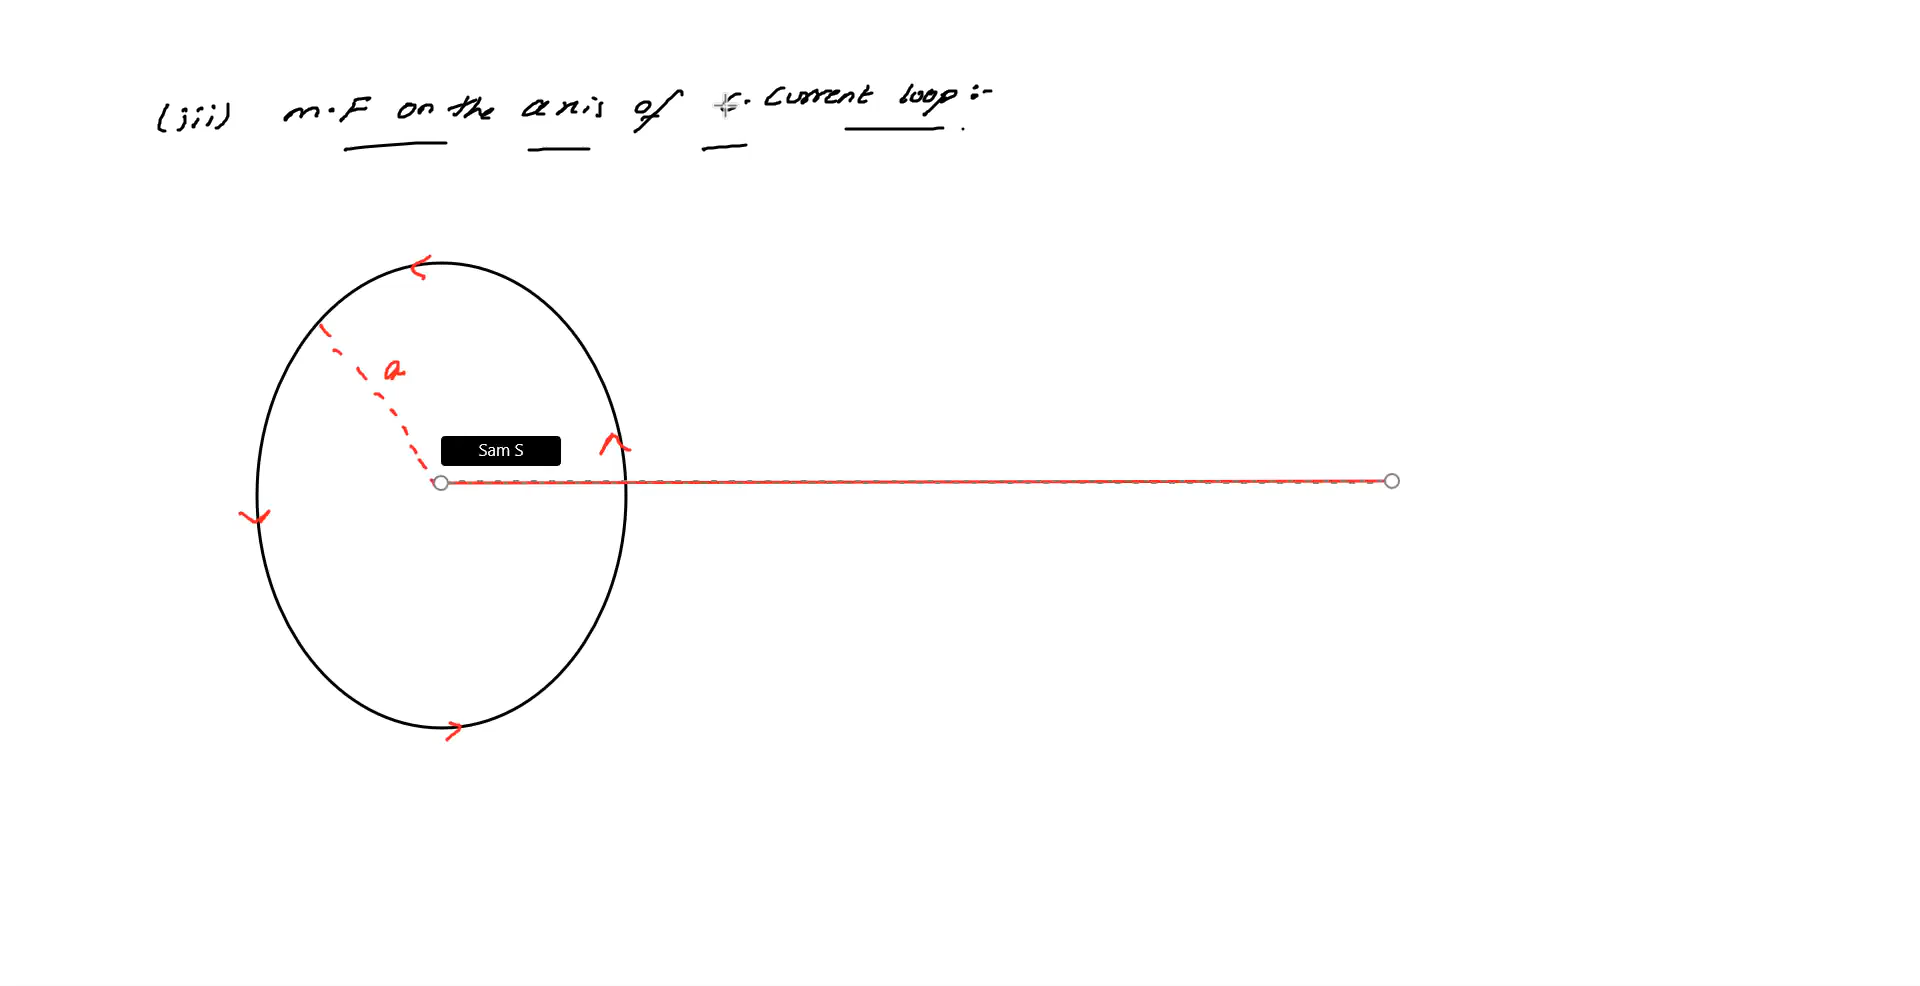 (iii) m.F on the axis of c. Current loop :-
a
Sam S